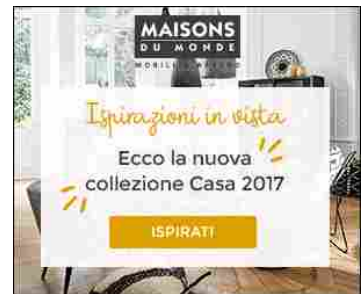 MAISONS
DU MONDE
Ispirazioni in vista
Ecco la nuova
collezione Casa 2017
ISPIRATI